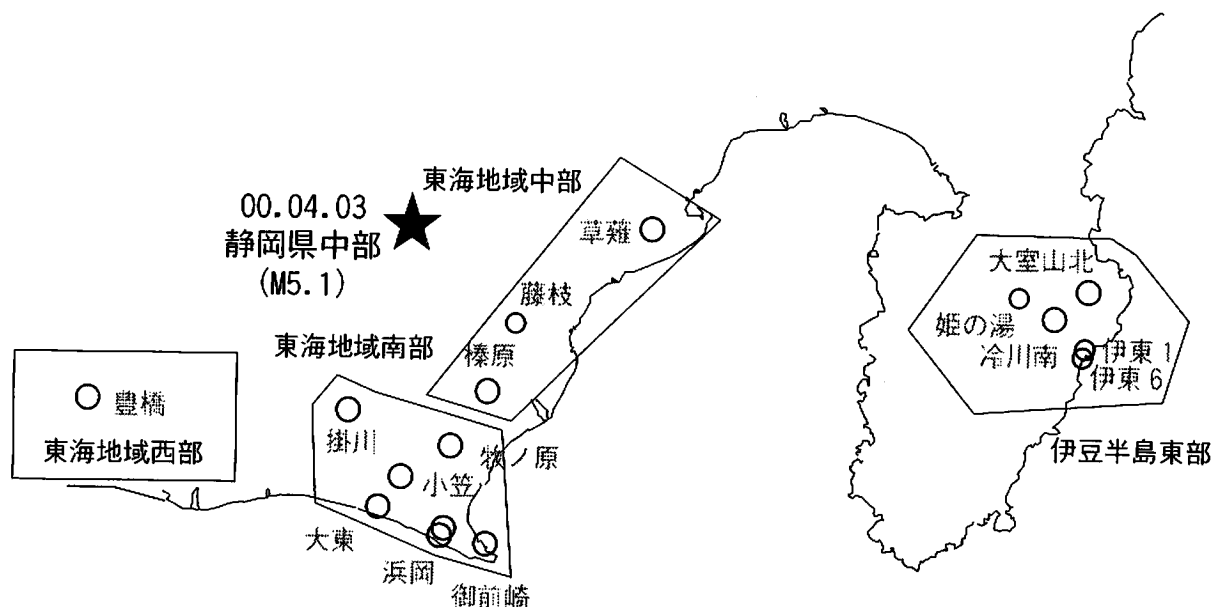 東海地域中部
00.04.03
静岡県中部
(M5.1)
草薙
藤枝
東海地域南部
榛原
豊橋
東海地域西部
掛川
牧ノ原
小笠
大東
浜岡
御前崎
大室山北
姫の湯
冷川南
伊東1
伊東6
伊豆半島東部